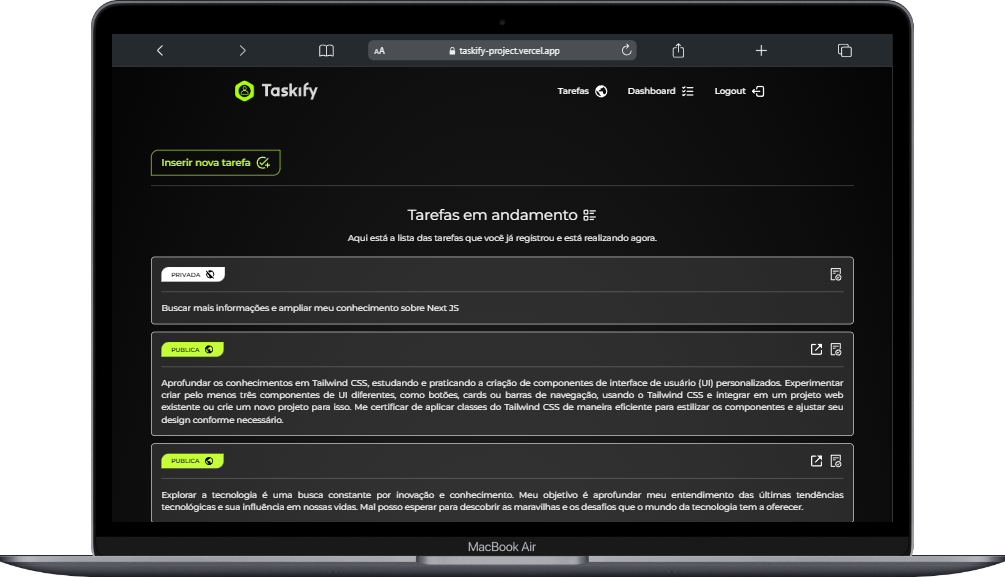 AA taskify-project.vercel.app
Taskify
Tarefas Dashboard Logout
Inserir nova tarefa
Tarefas em andamento
Aqui está a lista das tarefas que você já registrou e está realizando agora.
PRIVADA
Buscar mais informações e ampliar meu conhecimento sobre Next JS
PUBLICA
Aprofundar os conhecimentos em Tailwind CSS, estudando e praticando a criação de componentes de interface de usuário (UI) personalizados. Experimentar
criar pelo menos três componentes de UI diferentes, como botões, cards ou barras de navegação, usando o Tailwind CSS e integrar em um projeto web
existente ou crie um novo projeto para isso. Me certificar de aplicar classes do Tailwind CSS de maneira eficiente para estilizar os componentes e ajustar seu
design conforme necessário.
PUBLICA
Explorar a tecnologia é uma busca constante por inovação e conhecimento. Meu objetivo é aprofundar meu entendimento das últimas tendências
tecnológicas e sua influência em nossas vidas. Mal posso esperar para descobrir as maravilhas e os desafios que o mundo da tecnologia tem a oferecer.
MacBook Air